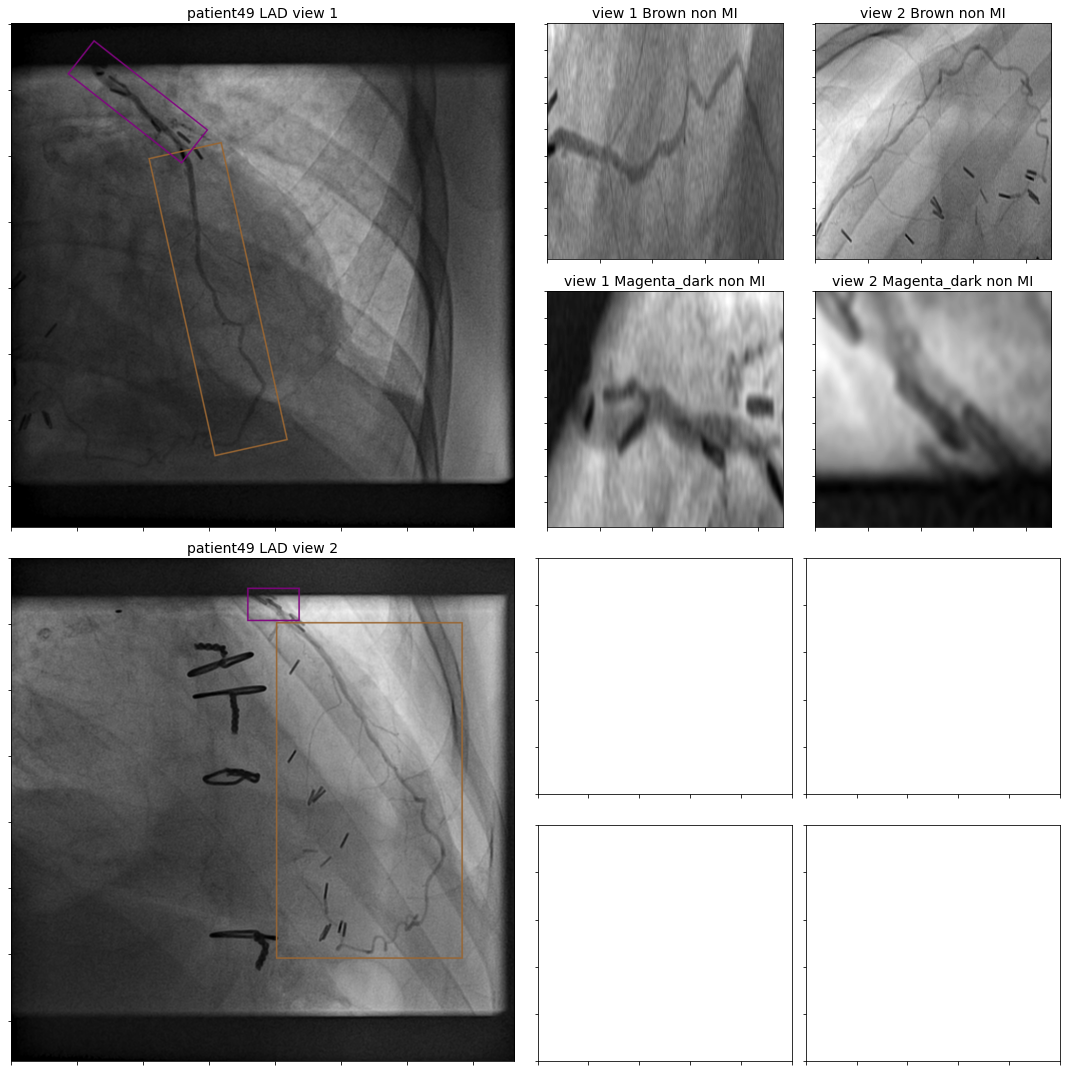 patient49 LAD view 1
view 1 Brown non MI
view 2 Brown non MI
view 1 Magenta_dark non MI
view 2 Magenta_dark non MI
patient49 LAD view 2